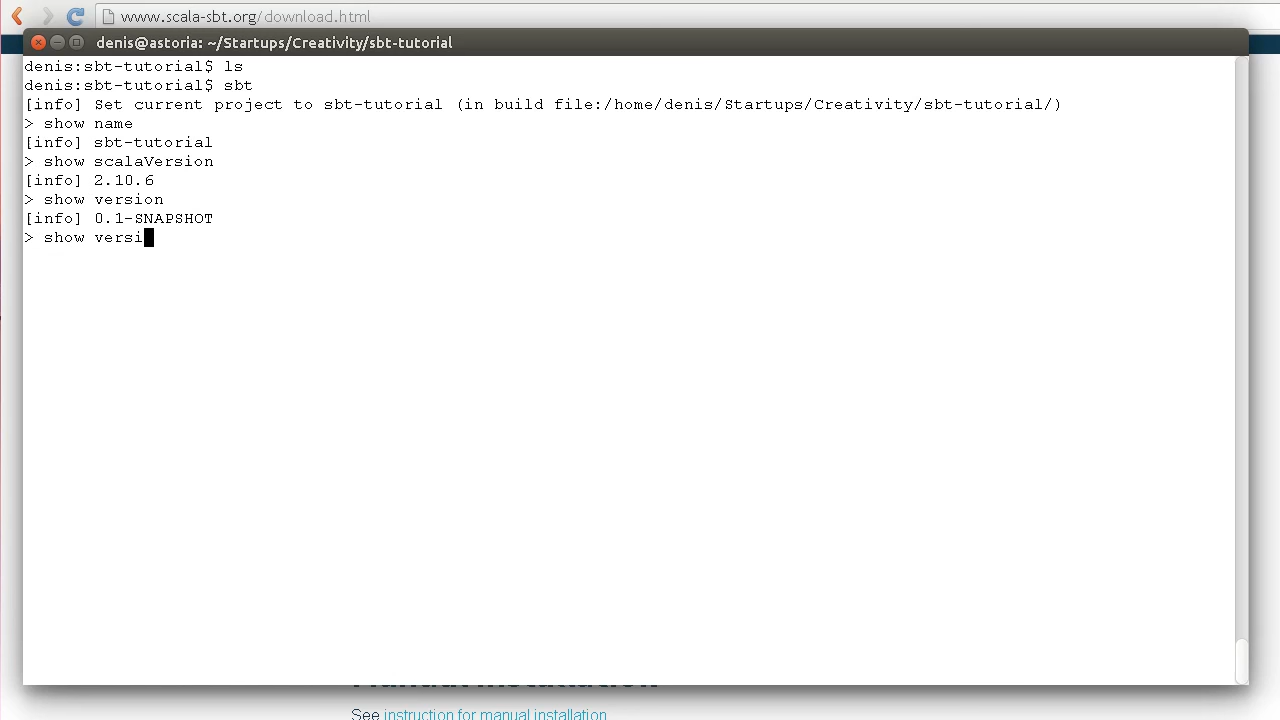 www.scala-sbt.org/download.html
denis@astoria: ~/Startups/Creativity/sbt-tutorial
denis:sbt-tutorial$ ls
denis:sbt-tutorial$ sbt
[info] Set current project to sbt-tutorial (in build file:/home/denis/Startups/Creativity/sbt-tutorial/)
> show name
[info] sbt-tutorial
> show scalaVersion
[info] 2.10.6
> show version
[info] 0.1-SNAPSHOT
> show versi
See instruction for manual installation